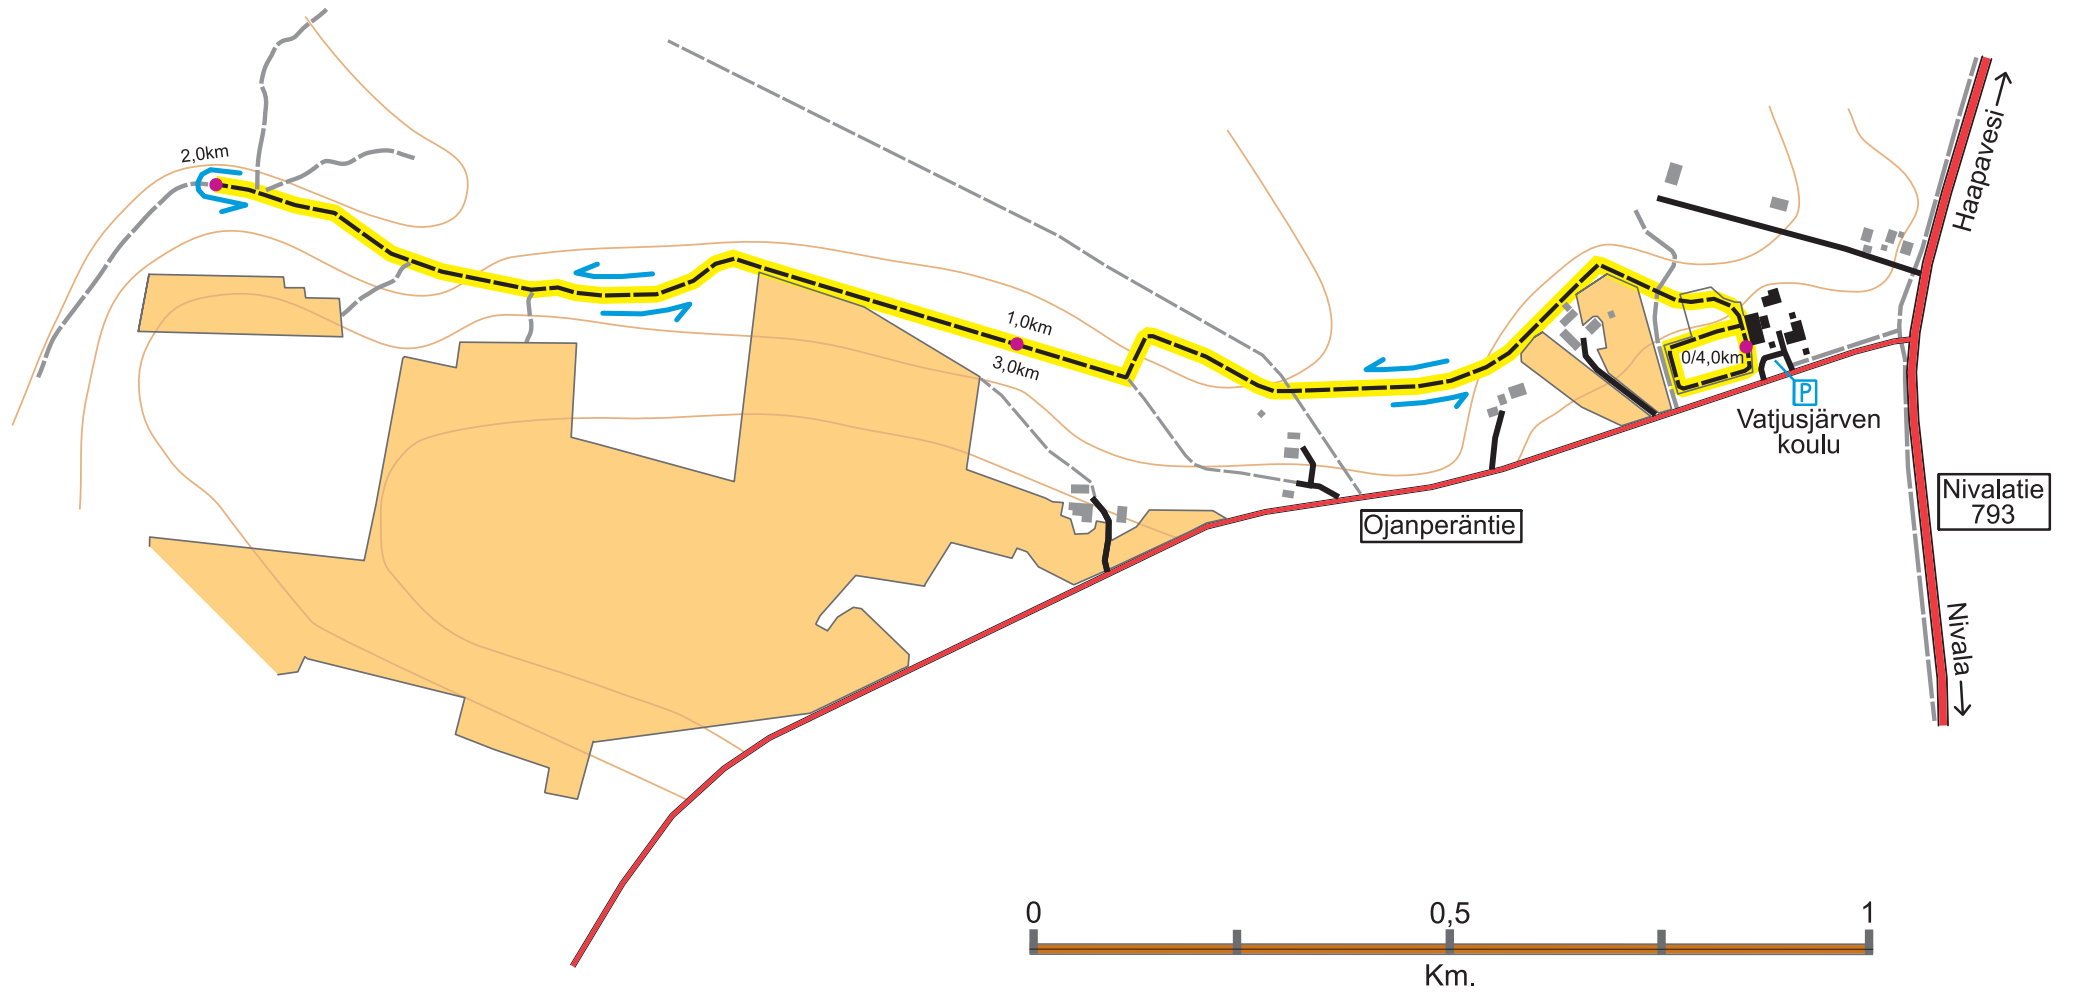 2,0km
Haapavesi
1,0km
3,0km
0/4,0km
P
Vatjusjärven
koulu
Nivalatie
793
Ojanperäntie
Nivala
0
0,5
1
Km.